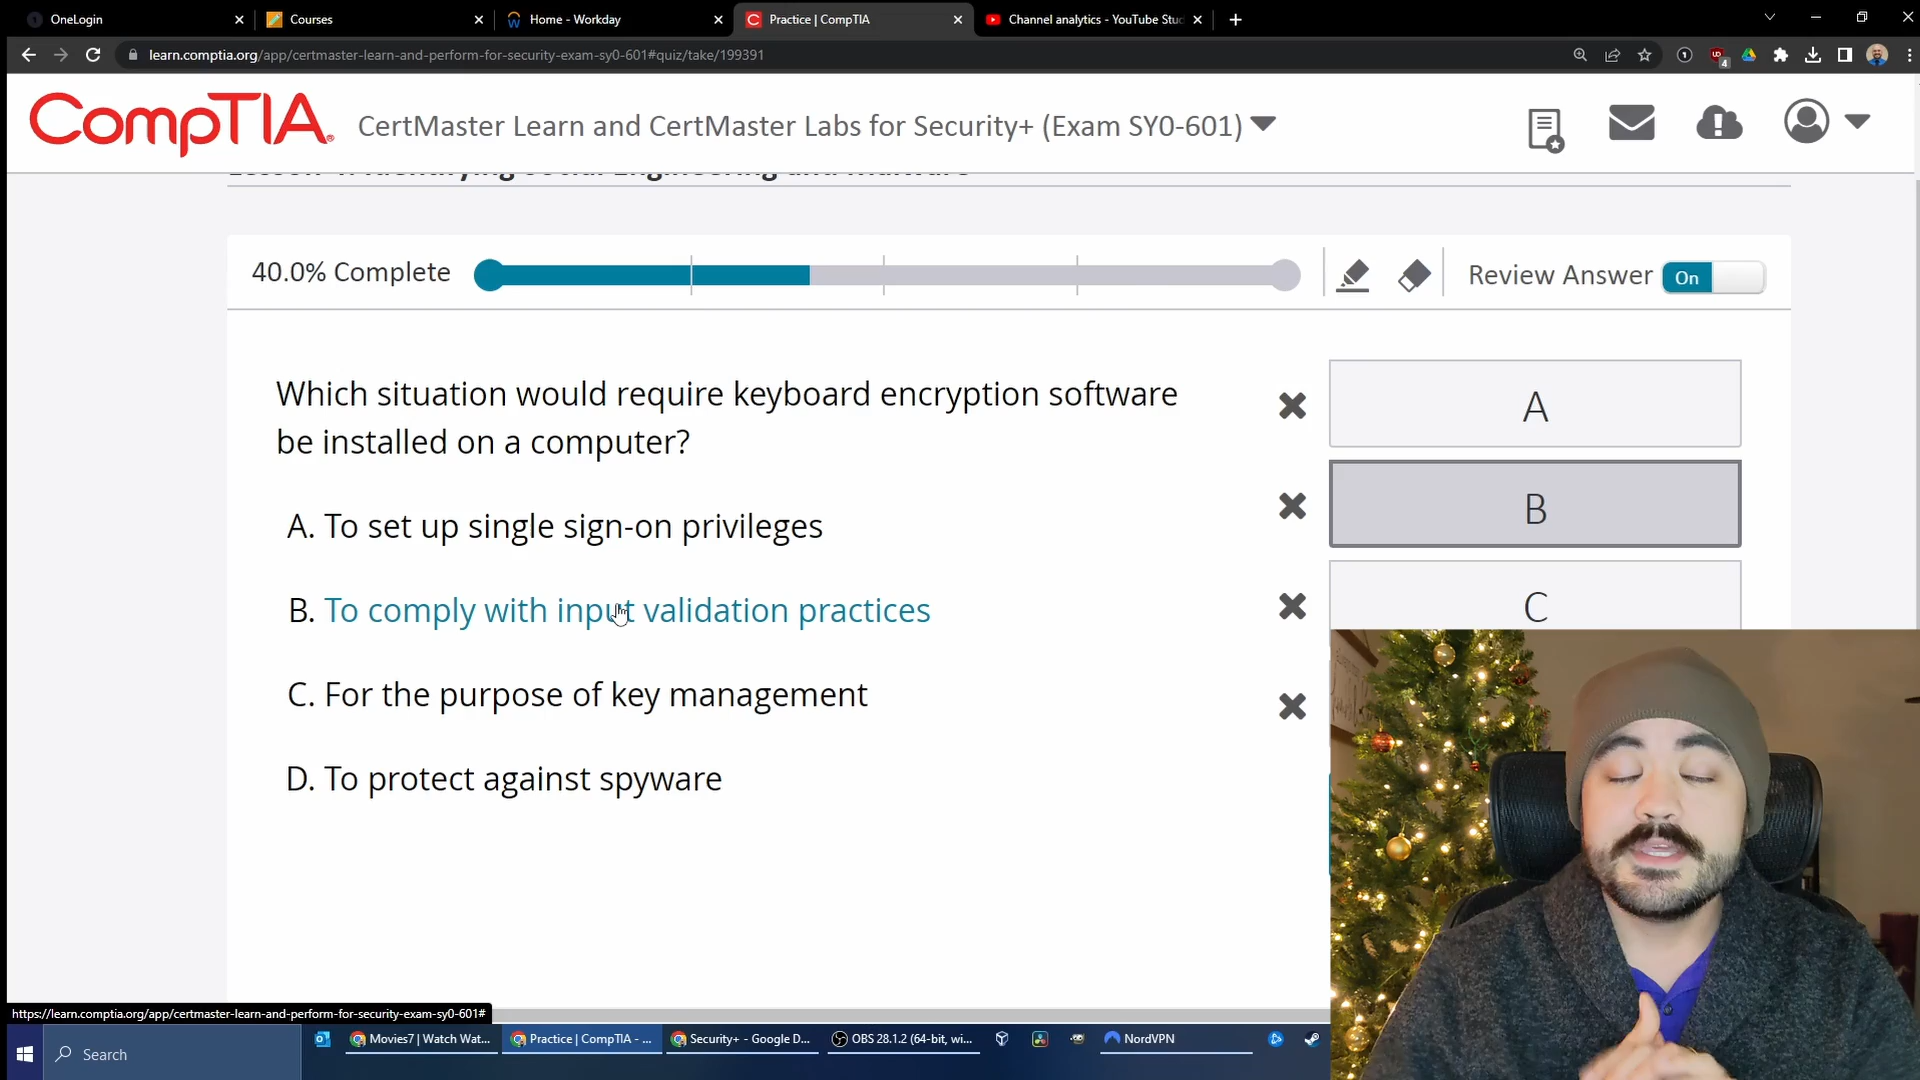 OneLogin
Courses
Home - Workday
Practice | CompTIA
Channel analytics - YouTube Stud
learn.comptia.org/app/certmaster-learn-and-perform-for-security-exam-sy0-601#quiz/take/199391
4
CompTIA®
CertMaster Learn and CertMaster Labs for Security+ (Exam SY0-601)
40.0% Complete
Review Answer
On
Which situation would require keyboard encryption software
be installed on a computer?
A. To set up single sign-on privileges
B. To comply with input validation practices
C. For the purpose of key management
D. To protect against spyware
A
B
C
https://learn.comptia.org/app/certmaster-learn-and-perform-for-security-exam-sy0-601#
Search
Movies7 | Watch Wat...
Practice | CompTIA - ...
Security+ - Google D...
OBS 28.1.2 (64-bit, wi...
NordVPN